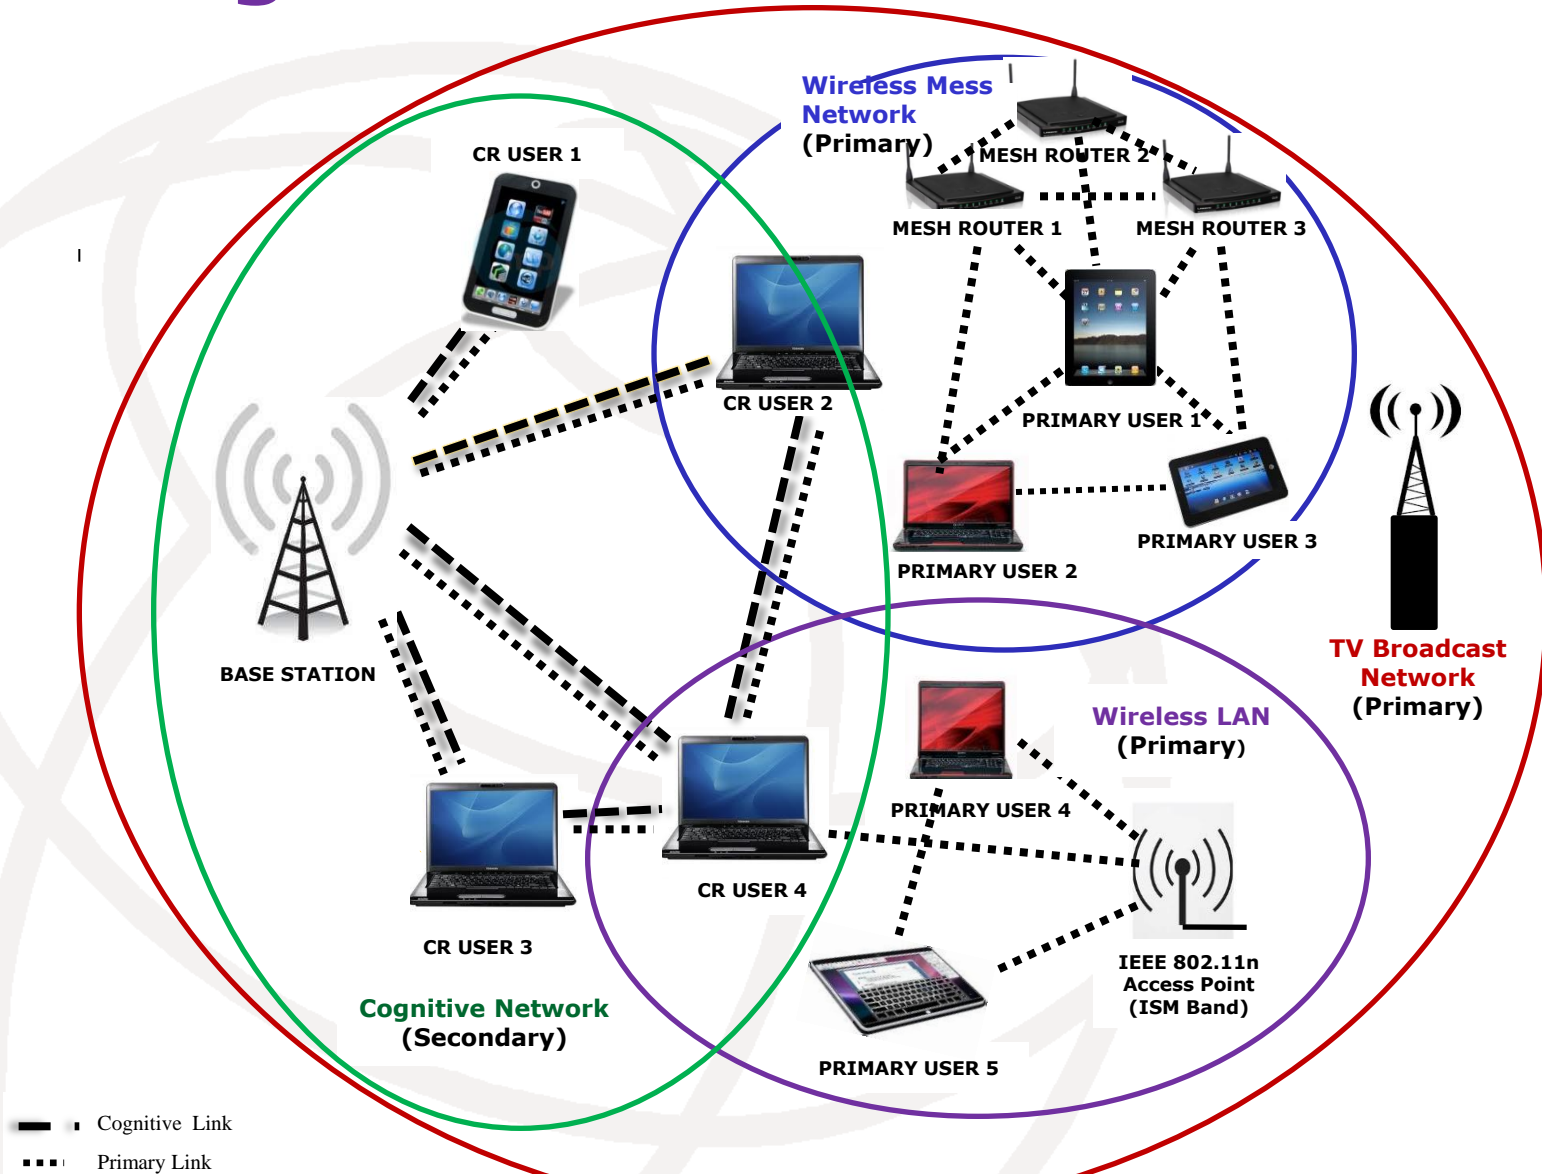 Wireless Mess
Network
(Primary)
CR USER 1
MESH ROUTER 2
MESH ROUTER 1
MESH ROUTER 3
CR USER 2
PRIMARY USER 1
PRIMARY USER 3
PRIMARY USER 2
BASE STATION
TV Broadcast
Network
(Primary)
Wireless LAN
(Primary)
PRIMARY USER 4
CR USER 4
CR USER 3
IEEE 802.11n
Access Point
(ISM Band)
Cognitive Network
(Secondary)
PRIMARY USER 5
Cognitive Link
Primary Link